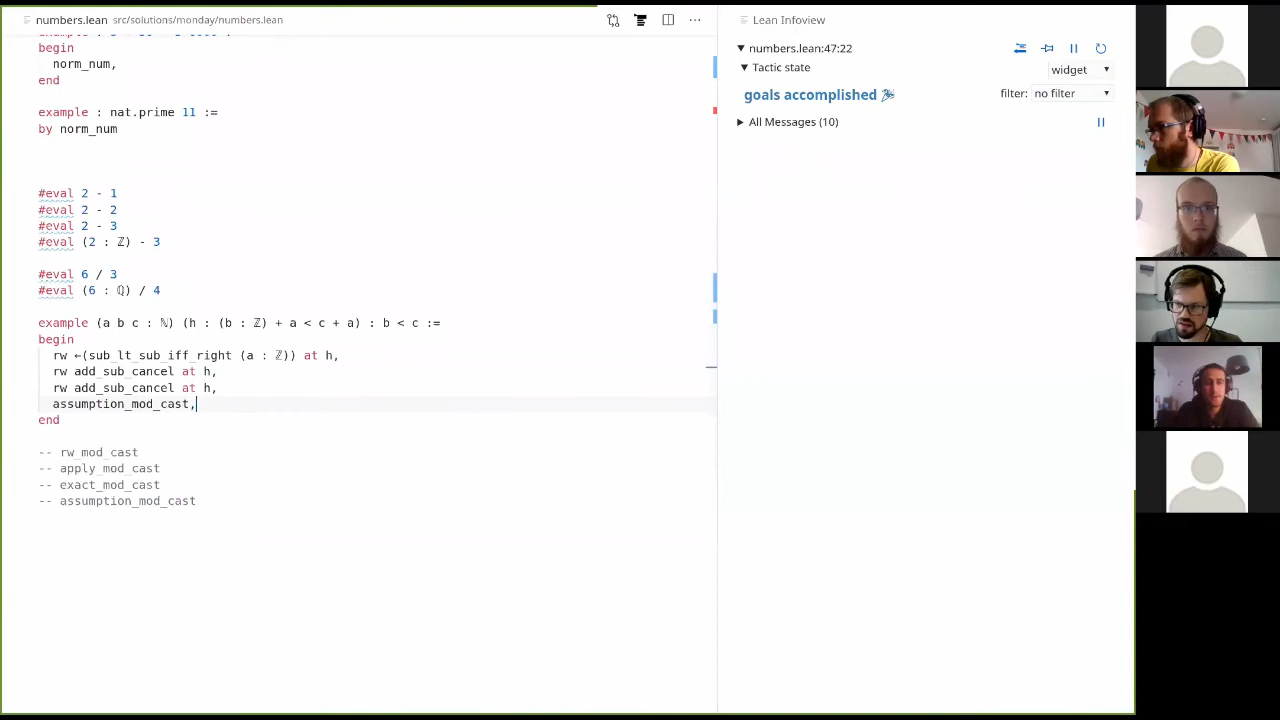 numbers.lean src/solutions/monday/numbers.lean
begin
norm_num,
end
example : nat.prime 11 :=
by norm_num
#eval 2 - 1
#eval 2 - 2
#eval 2 - 3
#eval (2 : ℤ) - 3
#eval 6 / 3
#eval (6 : ℚ) / 4
example (a b c : ℕ) (h : (b : ℤ) + a < c + a) : b < c :=
begin
rw ←(sub_lt_sub_iff_right (a : ℤ)) at h,
rw add_sub_cancel at h,
rw add_sub_cancel at h,
assumption_mod_cast,
end
-- rw_mod_cast
-- apply_mod_cast
-- exact_mod_cast
-- assumption_mod_cast
Lean Infoview
numbers.lean:47:22
Tactic state
widget
goals accomplished 🎉
filter: no filter
All Messages (10)